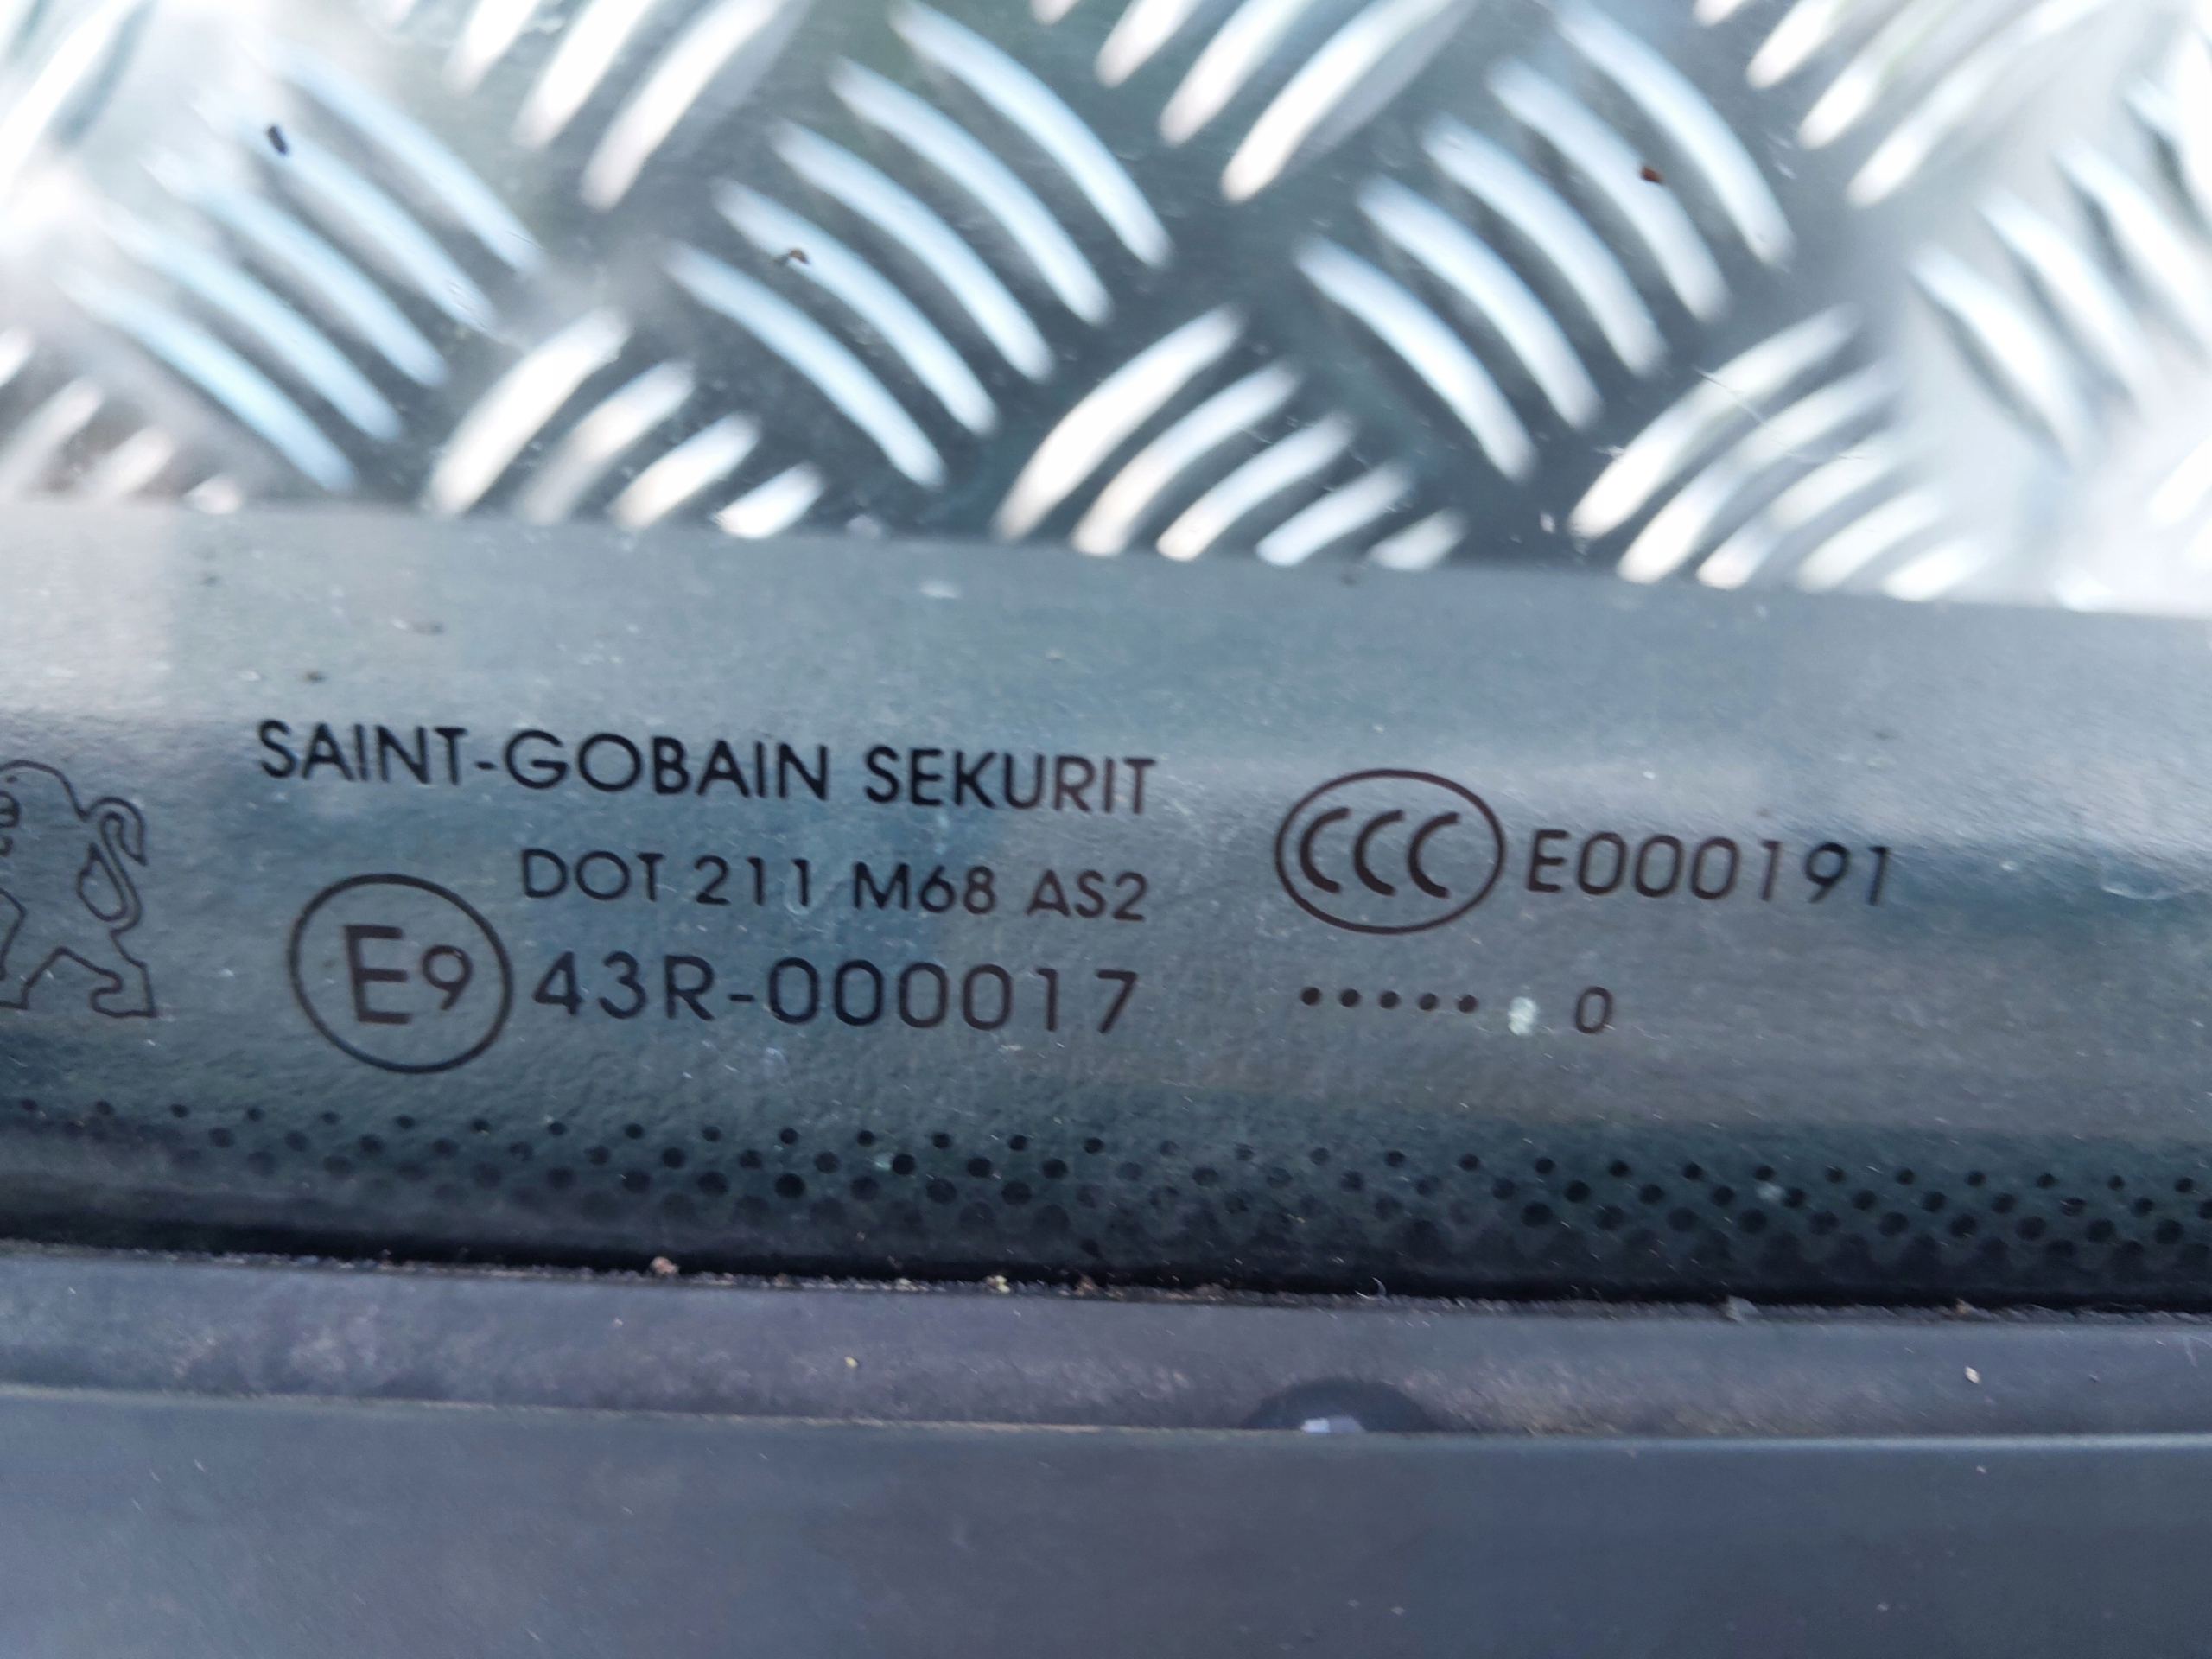 SAINT-GOBAIN SEKURIT
DOT 211 M68 AS2
E9 43R-000017
CCC E000191
..... 0